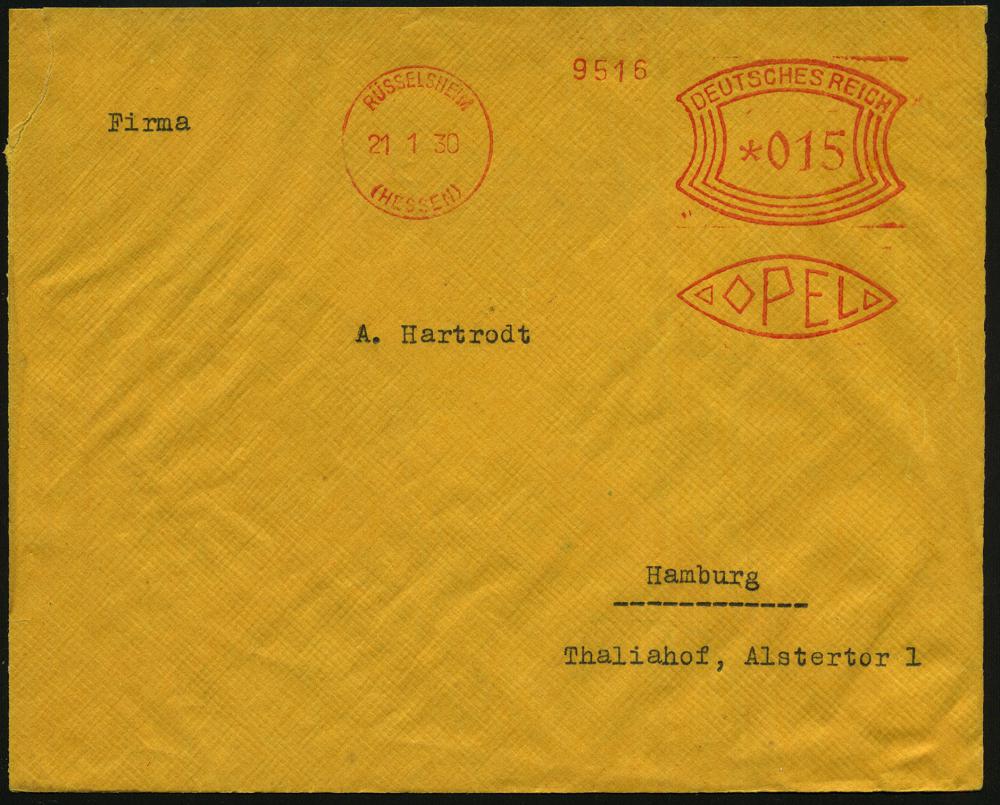 9516
DEUTSCHES REICH
RÜSSELSHEIM
21 1 30
(HESSEN)
*015
Firma
OPEL
A. Hartrodt
Hamburg
Thaliahof, Alstertor 1